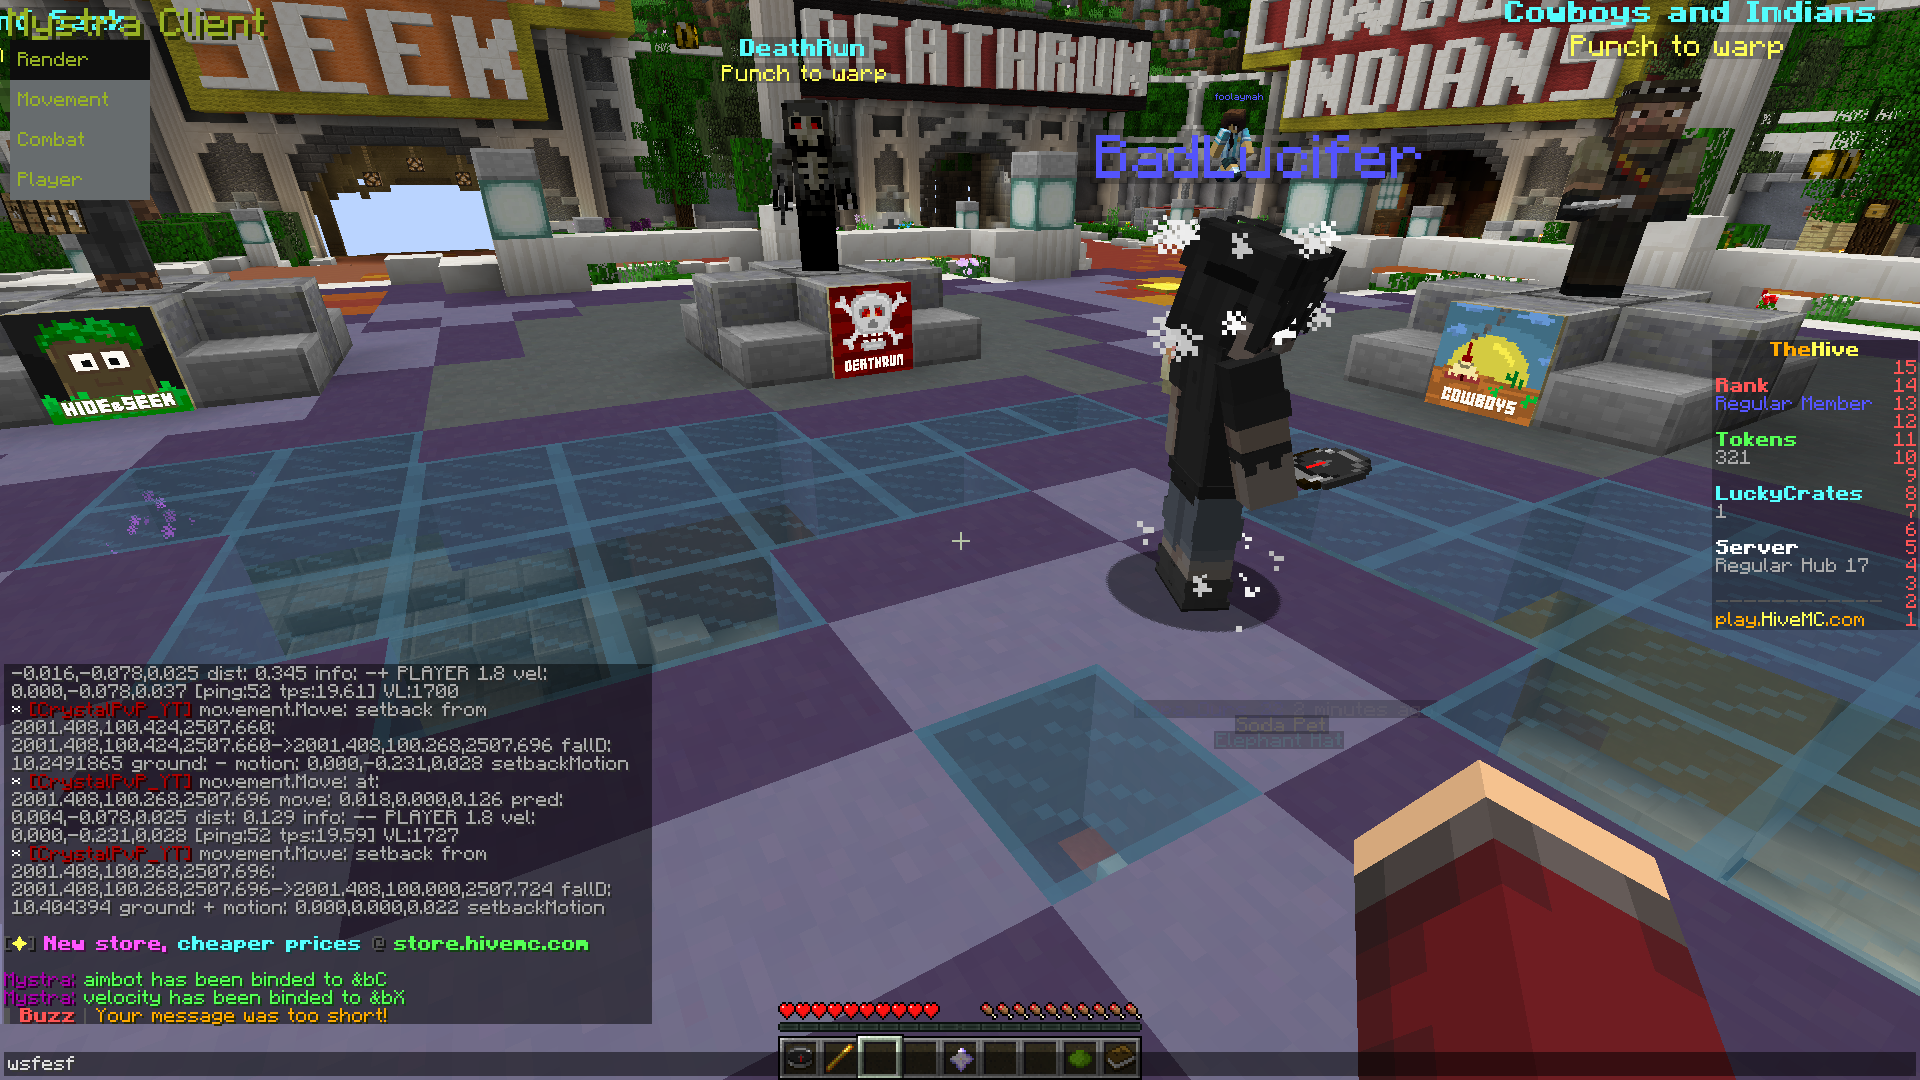 Mystra Client
Render
Movement
Combat
Player
SEEK
DeathRun
Punch to warp
DEATHRUN
Cowboys and Indians
Punch to warp
INDIANS
foolaymah
BadLucifer
HIDE&SEEK
DEATHRUN
COWBOYS
TheHive
15
Rank 14
Regular Member 13
12
Tokens 11
321 10
9
LuckyCrates 8
1 7
6
Server 5
Regular Hub 17 4
3
2
play.HiveMC.com 1
2 minutes ag
Soda Pet
Elephant Hat
-0.016,-0.078,0.025 dist: 0.345 info: -+ PLAYER 1.8 vel:
0.000,-0.078,0.037 [ping:52 tps:19.61] VL:1700
* [CrystalPvP_YT] movement.Move: setback from
2001.408,100.424,2507.660:
2001.408,100.424,2507.660->2001.408,100.268,2507.696 fallD:
10.2491865 ground: - motion: 0.000,-0.231,0.028 setbackMotion
* [CrystalPvP_YT] movement.Move: at:
2001.408,100.268,2507.696 move: 0.018,0.000,0.126 pred:
0.004,-0.078,0.025 dist: 0.129 info: -- PLAYER 1.8 vel:
0.000,-0.231,0.028 [ping:52 tps:19.59] VL:1727
* [CrystalPvP_YT] movement.Move: setback from
2001.408,100.268,2507.696:
2001.408,100.268,2507.696->2001.408,100.000,2507.724 fallD:
10.404394 ground: + motion: 0.000,0.000,0.022 setbackMotion
[✦] New store, cheaper prices @ store.hivemc.com
Mystra: aimbot has been binded to &bC
Mystra: velocity has been binded to &bX
| Buzz | Your message was too short!
wsfesf